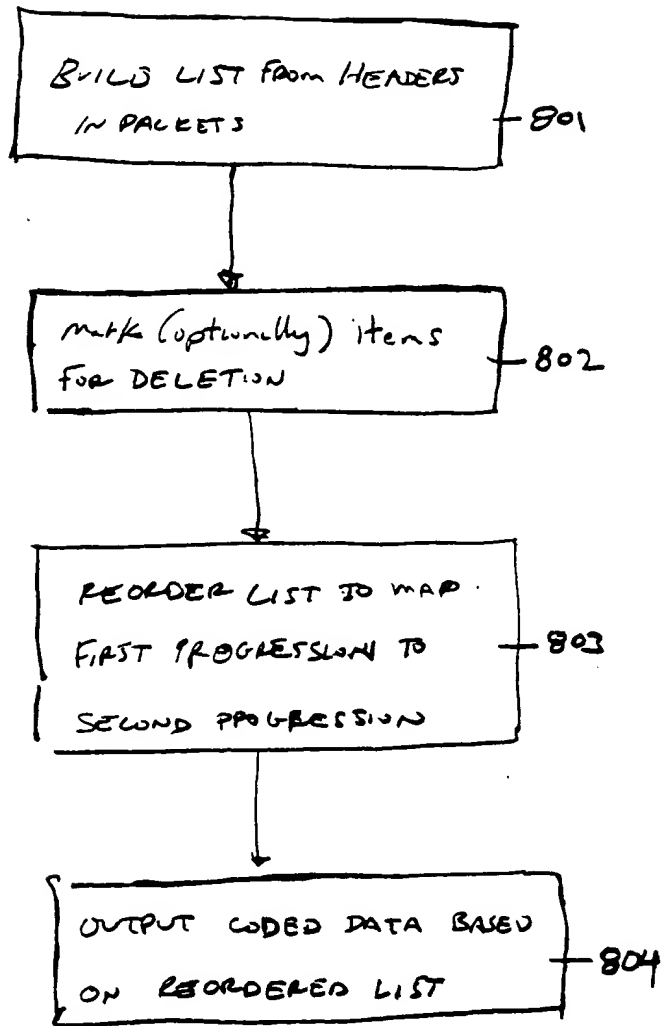 BUILD LIST FROM HEADERS
IN PACKETS
801
mark (optionally) items
FOR DELETION
802
REORDER LIST TO MAP
FIRST PROGRESSION TO
SECOND PROGRESSION
803
OUTPUT CODED DATA BASED
ON REORDERED LIST
804